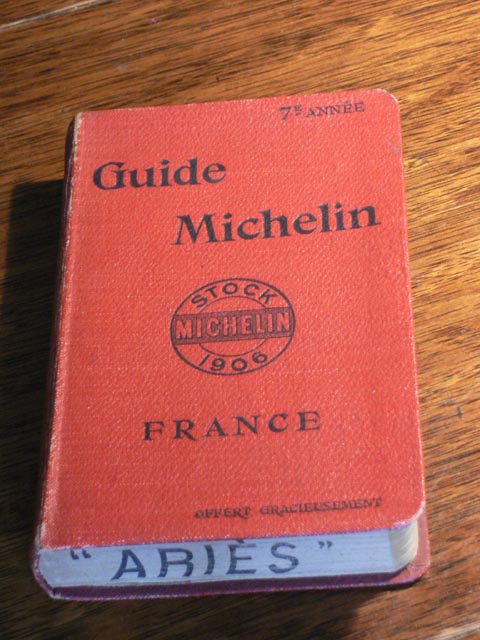 7E ANNÉE
Guide
Michelin
STOCK
MICHELIN
1906
FRANCE
OFFERT GRACIEUSEMENT
"ARIÈS"